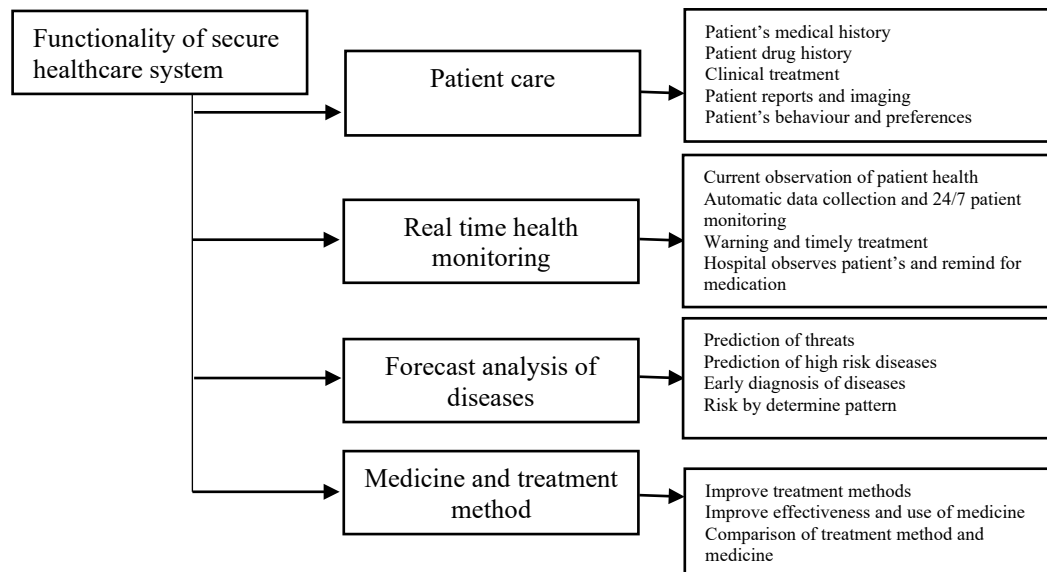 Functionality of secure
healthcare system
Patient care
Patient's medical history
Patient drug history
Clinical treatment
Patient reports and imaging
Patient's behaviour and preferences
Real time health
monitoring
Current observation of patient health
Automatic data collection and 24/7 patient
monitoring
Warning and timely treatment
Hospital observes patient's and remind for
medication
Forecast analysis of
diseases
Prediction of threats
Prediction of high risk diseases
Early diagnosis of diseases
Risk by determine pattern
Medicine and treatment
method
Improve treatment methods
Improve effectiveness and use of medicine
Comparison of treatment method and
medicine